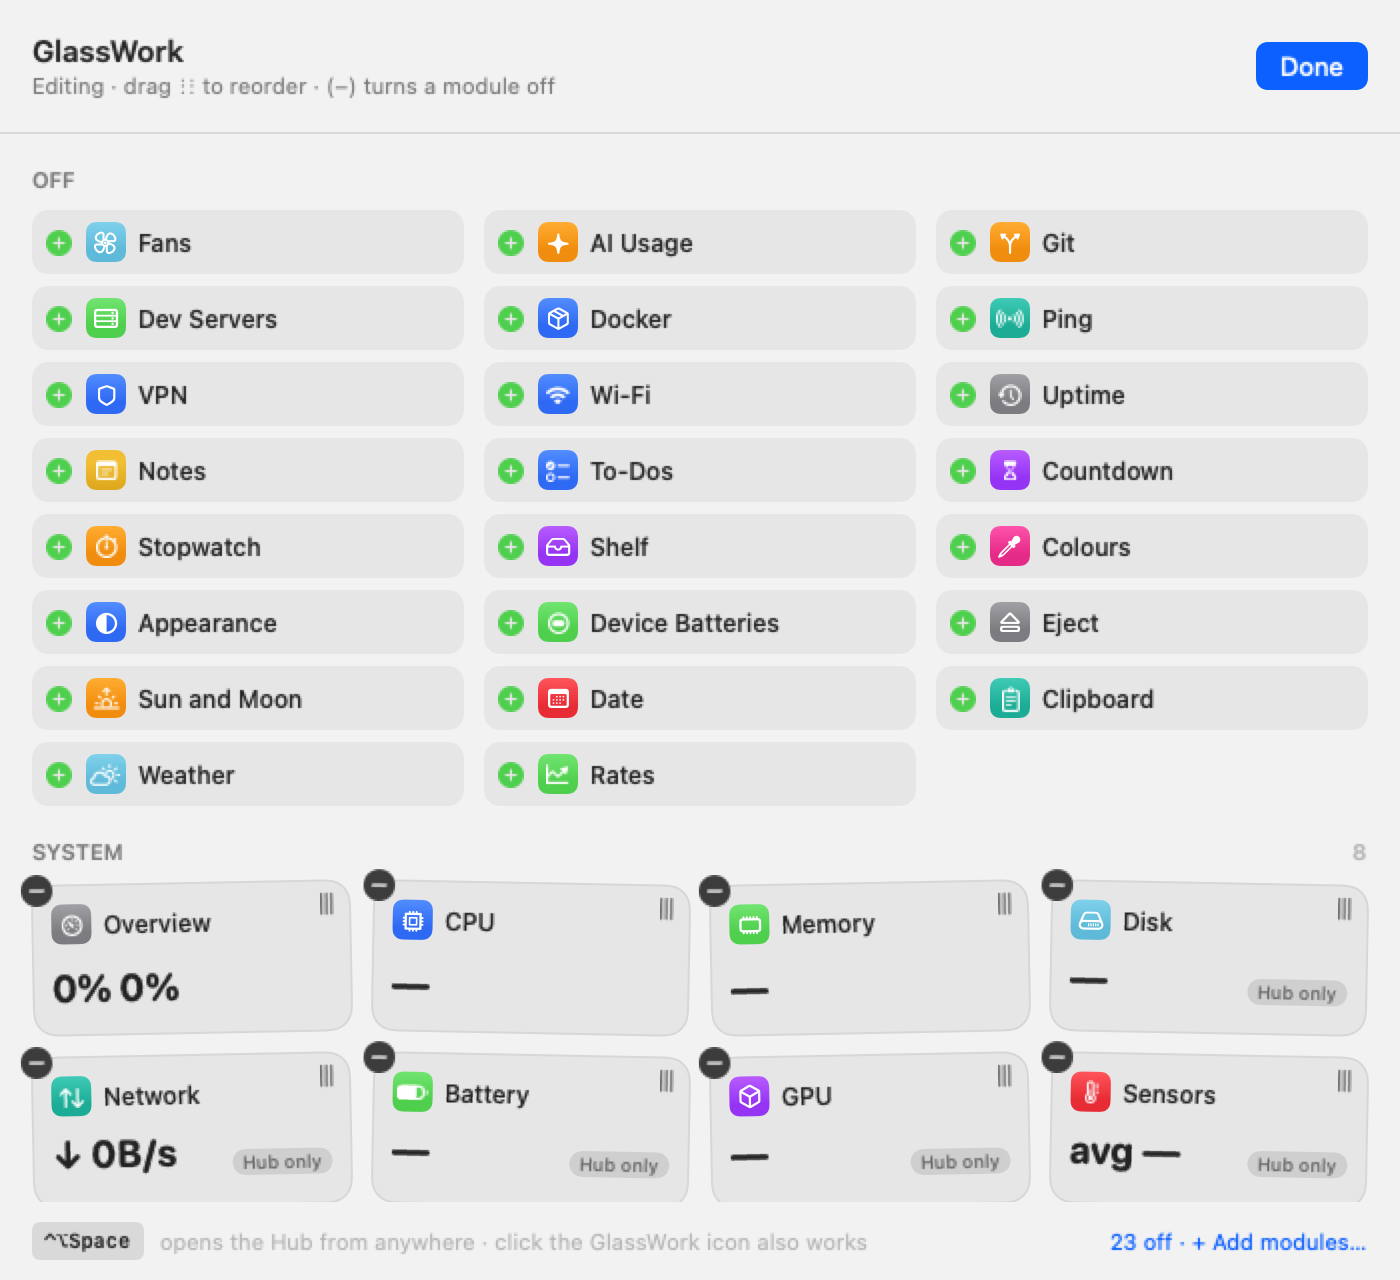 GlassWork
Done
Editing · drag ⁝⁝ to reorder · (−) turns a module off
OFF
Fans
AI Usage
Git
Dev Servers
Docker
Ping
VPN
Wi-Fi
Uptime
Notes
To-Dos
Countdown
Stopwatch
Shelf
Colours
Appearance
Device Batteries
Eject
Sun and Moon
Date
Clipboard
Weather
Rates
SYSTEM
8
Overview
0% 0%
CPU
—
Memory
—
Disk
—
Hub only
Network
↓ 0B/s
Hub only
Battery
—
Hub only
GPU
—
Hub only
Sensors
avg —
Hub only
^⌥Space
opens the Hub from anywhere · click the GlassWork icon also works
23 off · + Add modules...